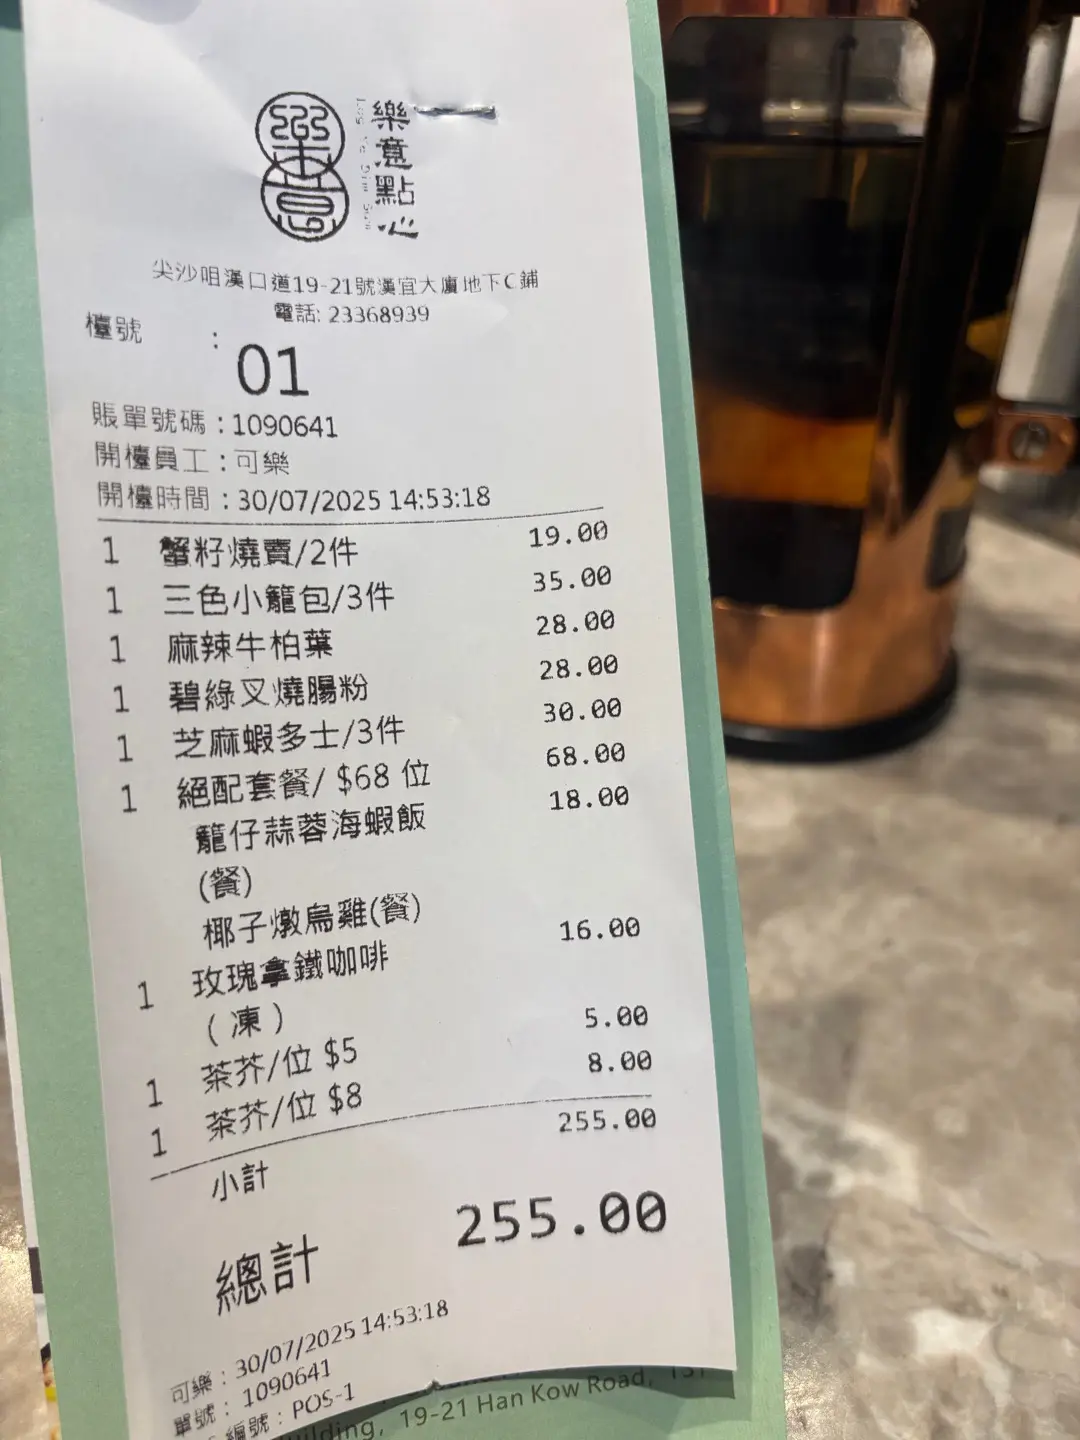 樂意
樂意點心
尖沙咀漢口道19-21號漢宜大廈地下C鋪
電話: 23368939
檯號 : 01
賬單號碼 : 1090641
開檯員工 : 可樂
開檯時間 : 30/07/2025 14:53:18
1 蟹籽燒賣/2件 19.00
1 三色小籠包/3件 35.00
1 麻辣牛柏葉 28.00
1 碧綠叉燒腸粉 28.00
1 芝麻蝦多士/3件 30.00
1 絕配套餐/ $68 位 68.00
籠仔蒜蓉海蝦飯 18.00
(餐)
椰子燉烏雞(餐)
1 玫瑰拿鐵咖啡 16.00
( 凍 )
1 茶芥/位 $5 5.00
1 茶芥/位 $8 8.00
小計 255.00
總計 255.00
可樂 : 30/07/2025 14:53:18
單號 : 1090641
編號 : POS-1
19-21 Han Kow Road,